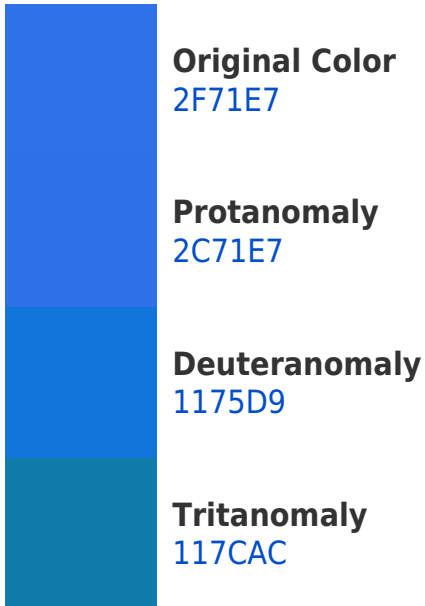 Original Color
2F71E7
Protanomaly
2C71E7
Deuteranomaly
1175D9
Tritanomaly
117CAC